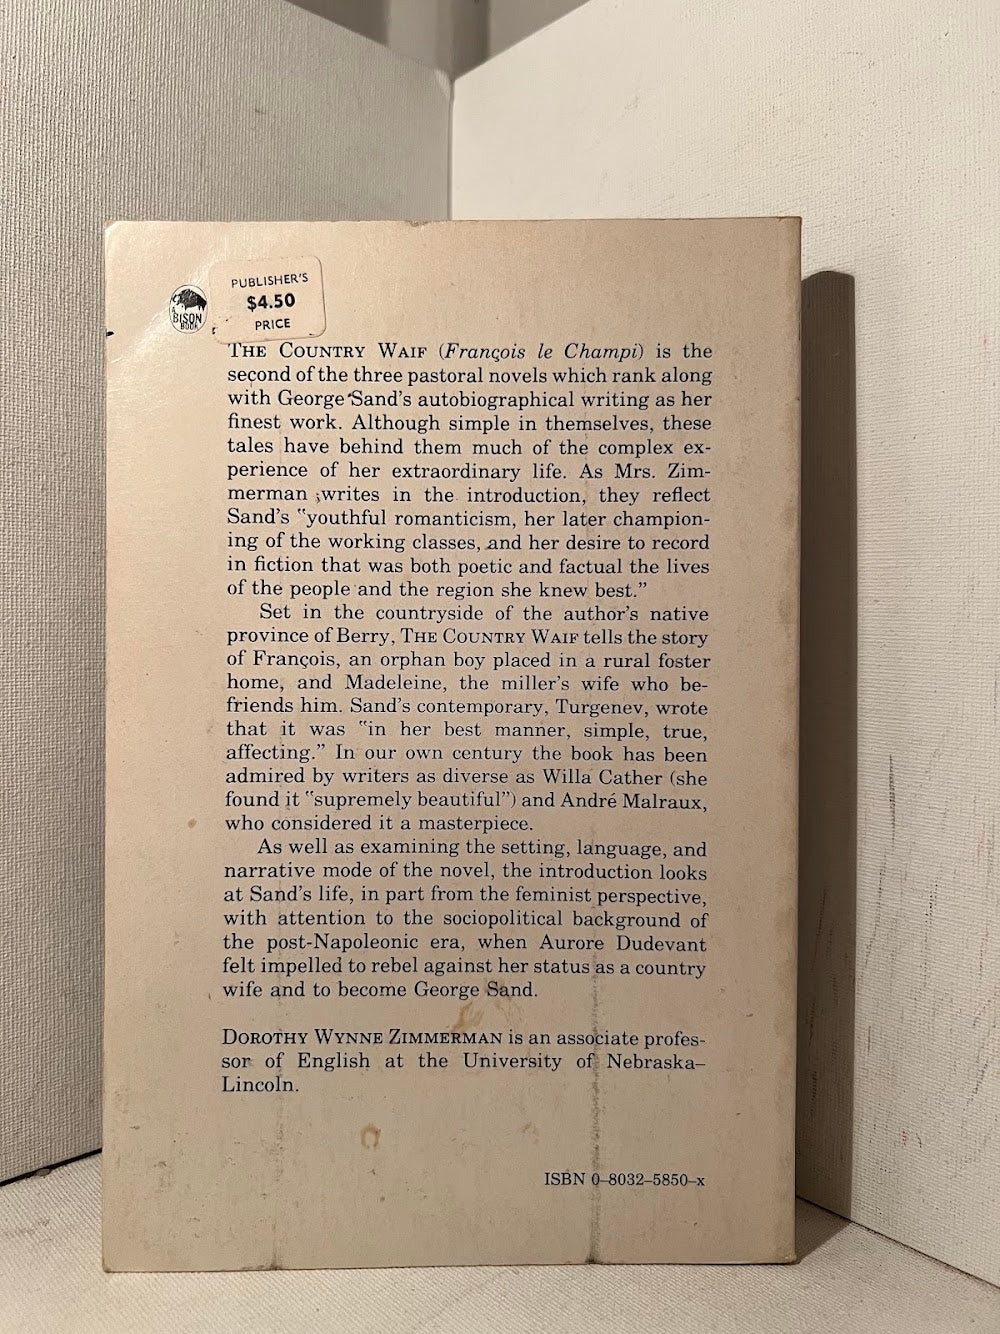 PUBLISHER'S
$4.50
PRICE
A
BISON
BOOK
THE COUNTRY WAIF (François le Champi) is the
second of the three pastoral novels which rank along
with George Sand's autobiographical writing as her
finest work. Although simple in themselves, these
tales have behind them much of the complex ex-
perience of her extraordinary life. As Mrs. Zim-
merman writes in the introduction, they reflect
Sand's "youthful romanticism, her later champion-
ing of the working classes, and her desire to record
in fiction that was both poetic and factual the lives
of the people and the region she knew best."
Set in the countryside of the author's native
province of Berry, THE COUNTRY WAIF tells the story
of François, an orphan boy placed in a rural foster
home, and Madeleine, the miller's wife who be-
friends him. Sand's contemporary, Turgenev, wrote
that it was "in her best manner, simple, true,
affecting." In our own century the book has been
admired by writers as diverse as Willa Cather (she
found it "supremely beautiful") and André Malraux,
who considered it a masterpiece.
As well as examining the setting, language, and
narrative mode of the novel, the introduction looks
at Sand's life, in part from the feminist perspective,
with attention to the sociopolitical background of
the post-Napoleonic era, when Aurore Dudevant
felt impelled to rebel against her status as a country
wife and to become George Sand.
DOROTHY WYNNE ZIMMERMAN is an associate profes-
sor of English at the University of Nebraska–
Lincoln.
ISBN 0–8032–5850–x